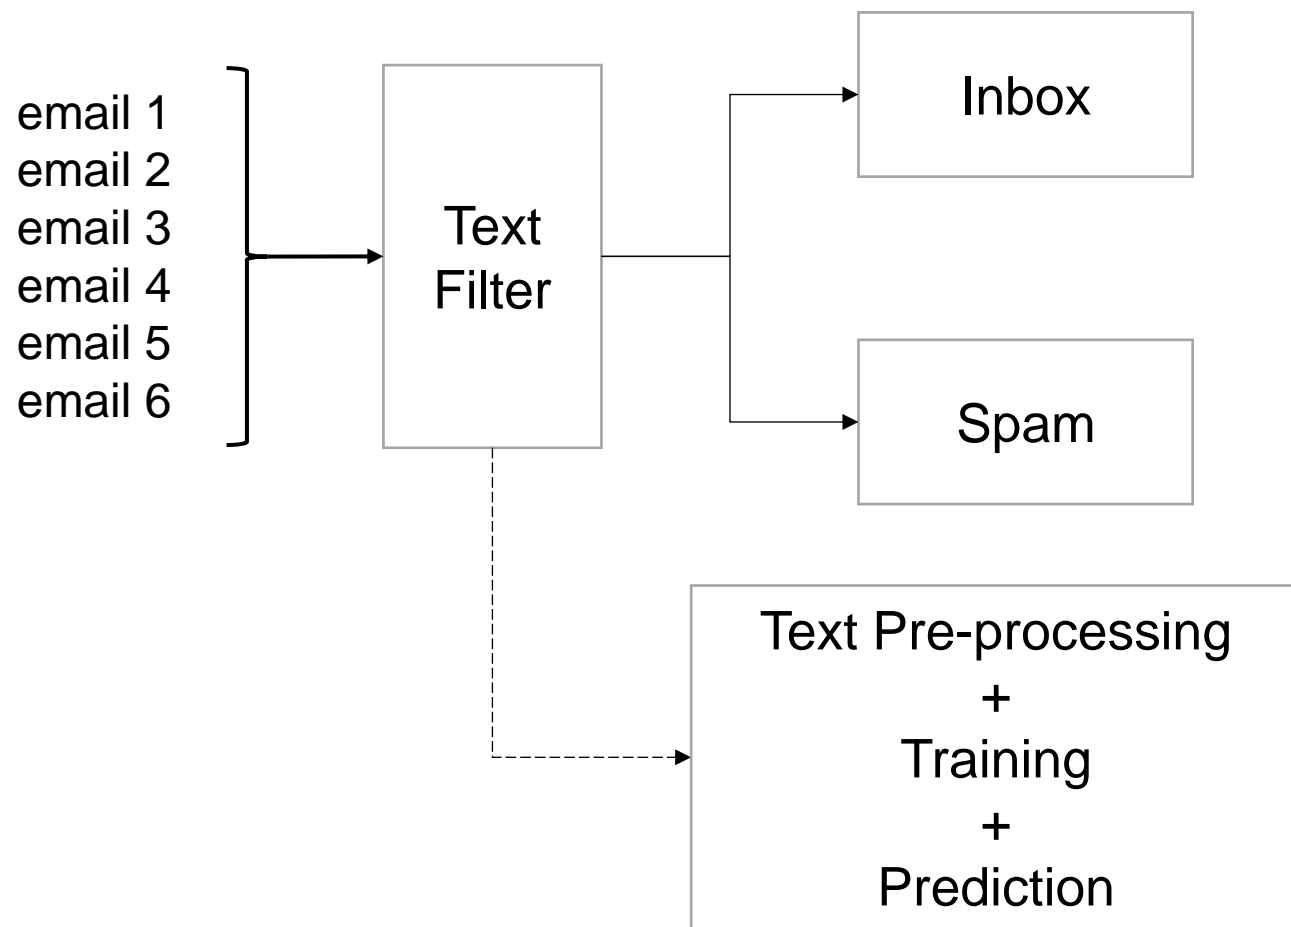 email 1
email 2
email 3
email 4
email 5
email 6
Text
Filter
Inbox
Spam
Text Pre-processing
+
Training
+
Prediction